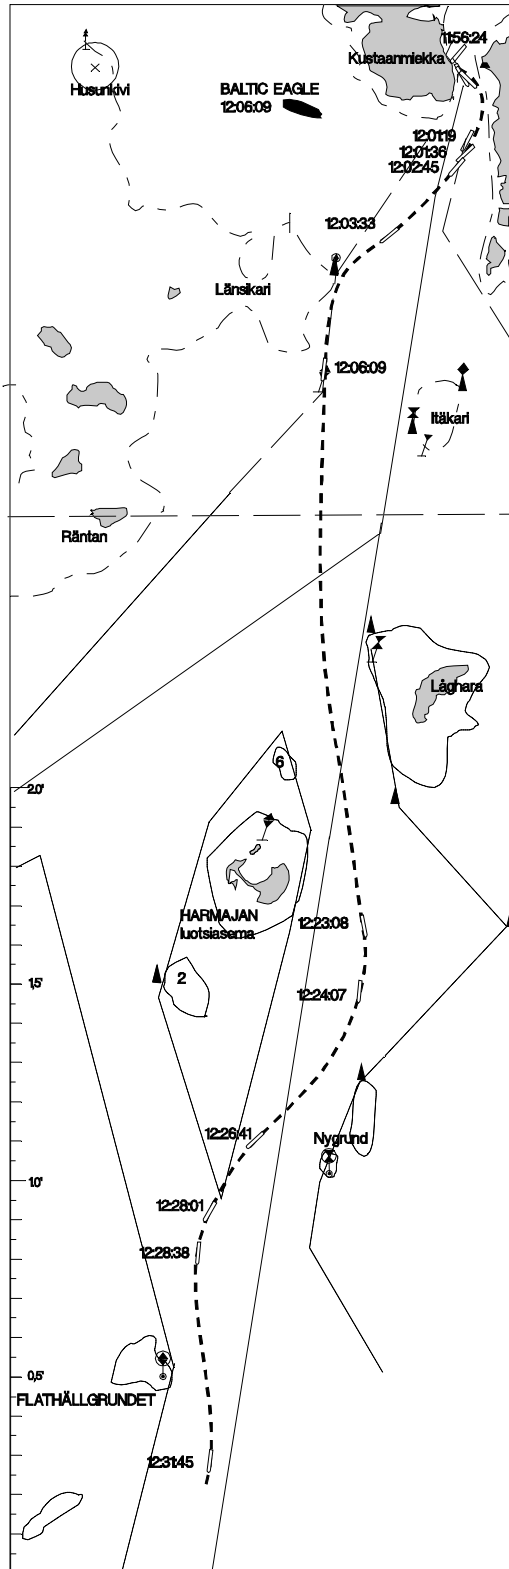 11:56:24
Kustaanmiekka
Husunkivi
BALTIC EAGLE
12:06:09
12:01:19
12:01:36
12:02:45
12:03:33
Länsikari
12:06:09
Itäkari
Räntan
Låghara
6
2.0'
HARMAJAN
luotsiasema
12:23:08
2
1,5'
12:24:07
12:26:41
Nygrund
1.0'
12:28:01
12:28:38
0,5'
FLATHÄLLGRUNDET
12:31:45